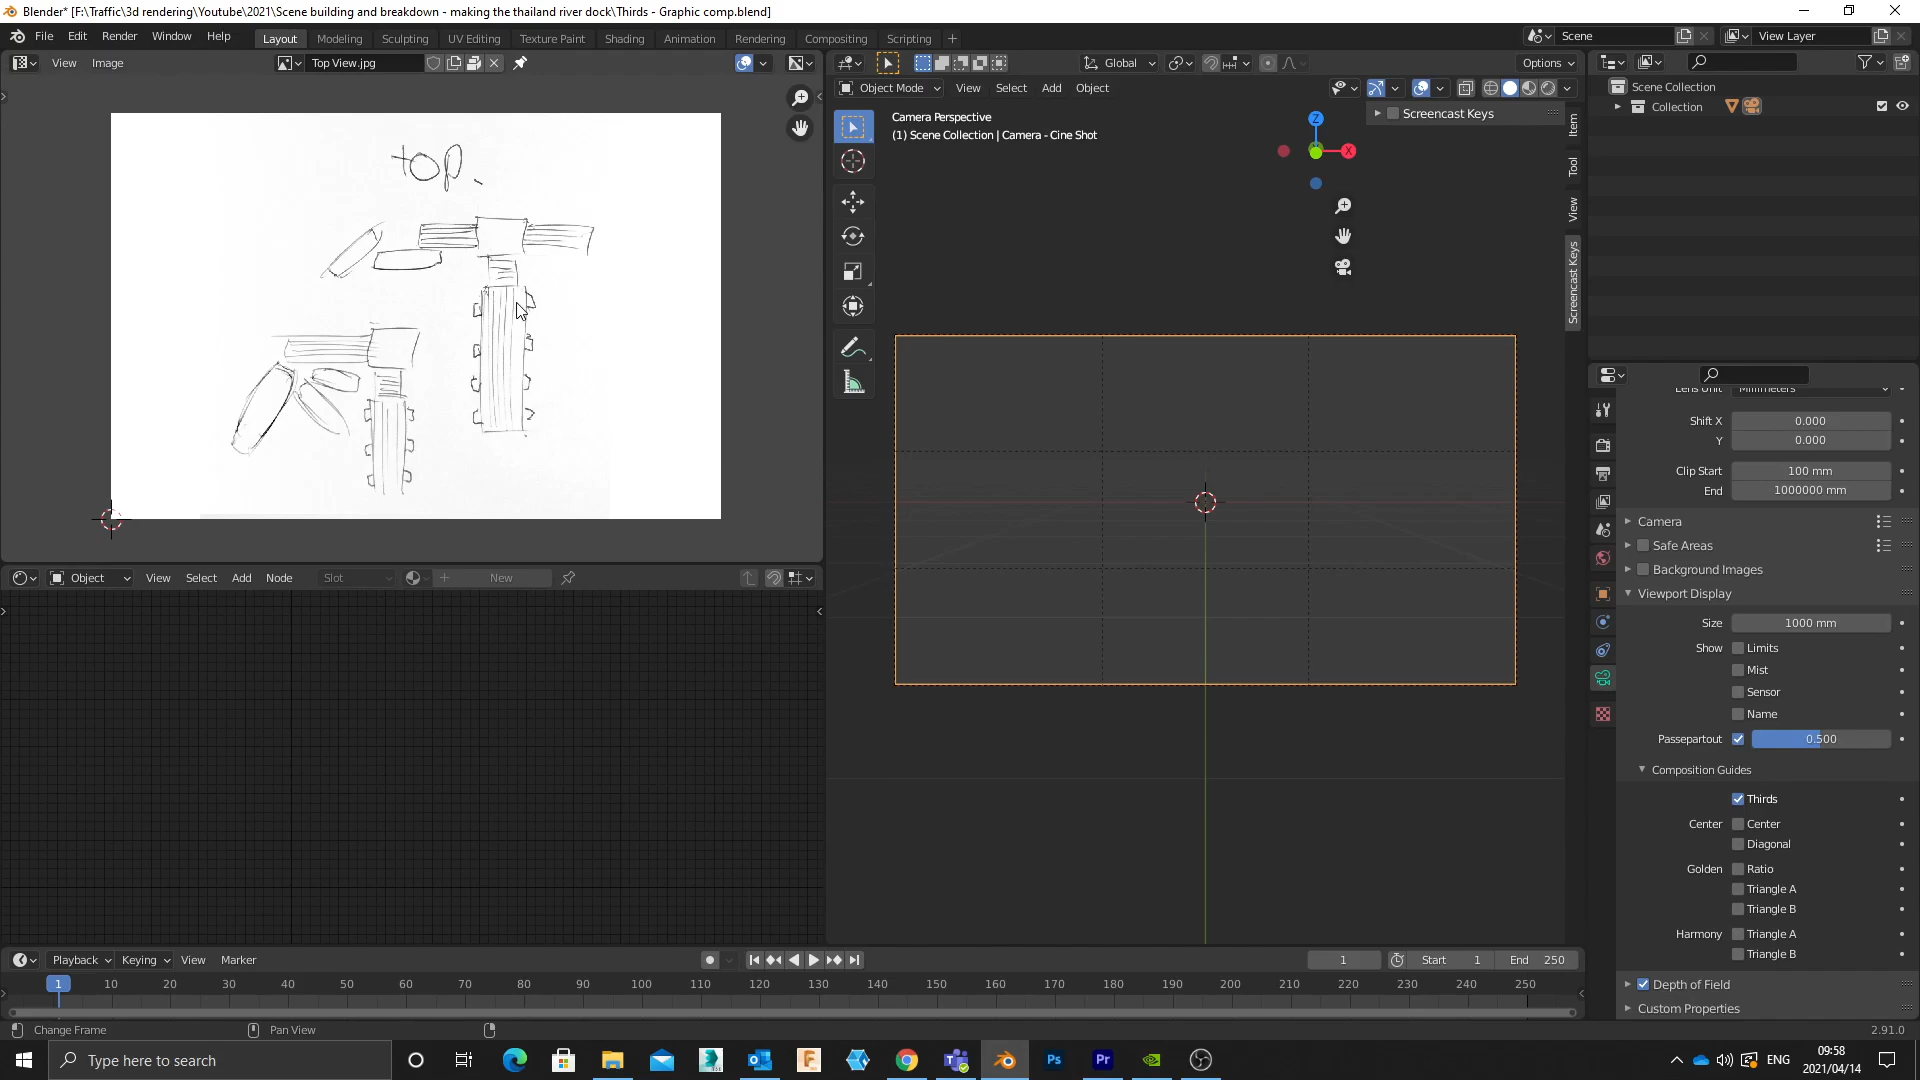 Blender* [F:\Traffic\3d rendering\Youtube\2021\Scene building and breakdown - making the thailand river dock\Thirds - Graphic comp.blend]
File Edit Render Window Help
Layout Modeling Sculpting UV Editing Texture Paint Shading Animation Rendering Compositing Scripting +
Scene
View Layer
View Image
Top View.jpg
Global
Options
Object Mode View Select Add Object
Camera Perspective
(1) Scene Collection | Camera - Cine Shot
Screencast Keys
Z
X
Item
Tool
View
Screencast Keys
Scene Collection
Collection
top.
Lens Unit Millimeters
Shift X 0.000
Y 0.000
Clip Start 100 mm
End 1000000 mm
Camera
Safe Areas
Background Images
Viewport Display
Size 1000 mm
Show Limits
Mist
Sensor
Name
Passepartout 0.500
Composition Guides
Thirds
Center Center
Diagonal
Golden Ratio
Triangle A
Triangle B
Harmony Triangle A
Triangle B
Depth of Field
Custom Properties
Object View Select Add Node Object Slot New
Playback Keying View Marker
1 Start 1 End 250
1 10 20 30 40 50 60 70 80 90 100 110 120 130 140 150 160 170 180 190 200 210 220 230 240 250
Change Frame Pan View
2.91.0
Type here to search
ENG
09:58
2021/04/14